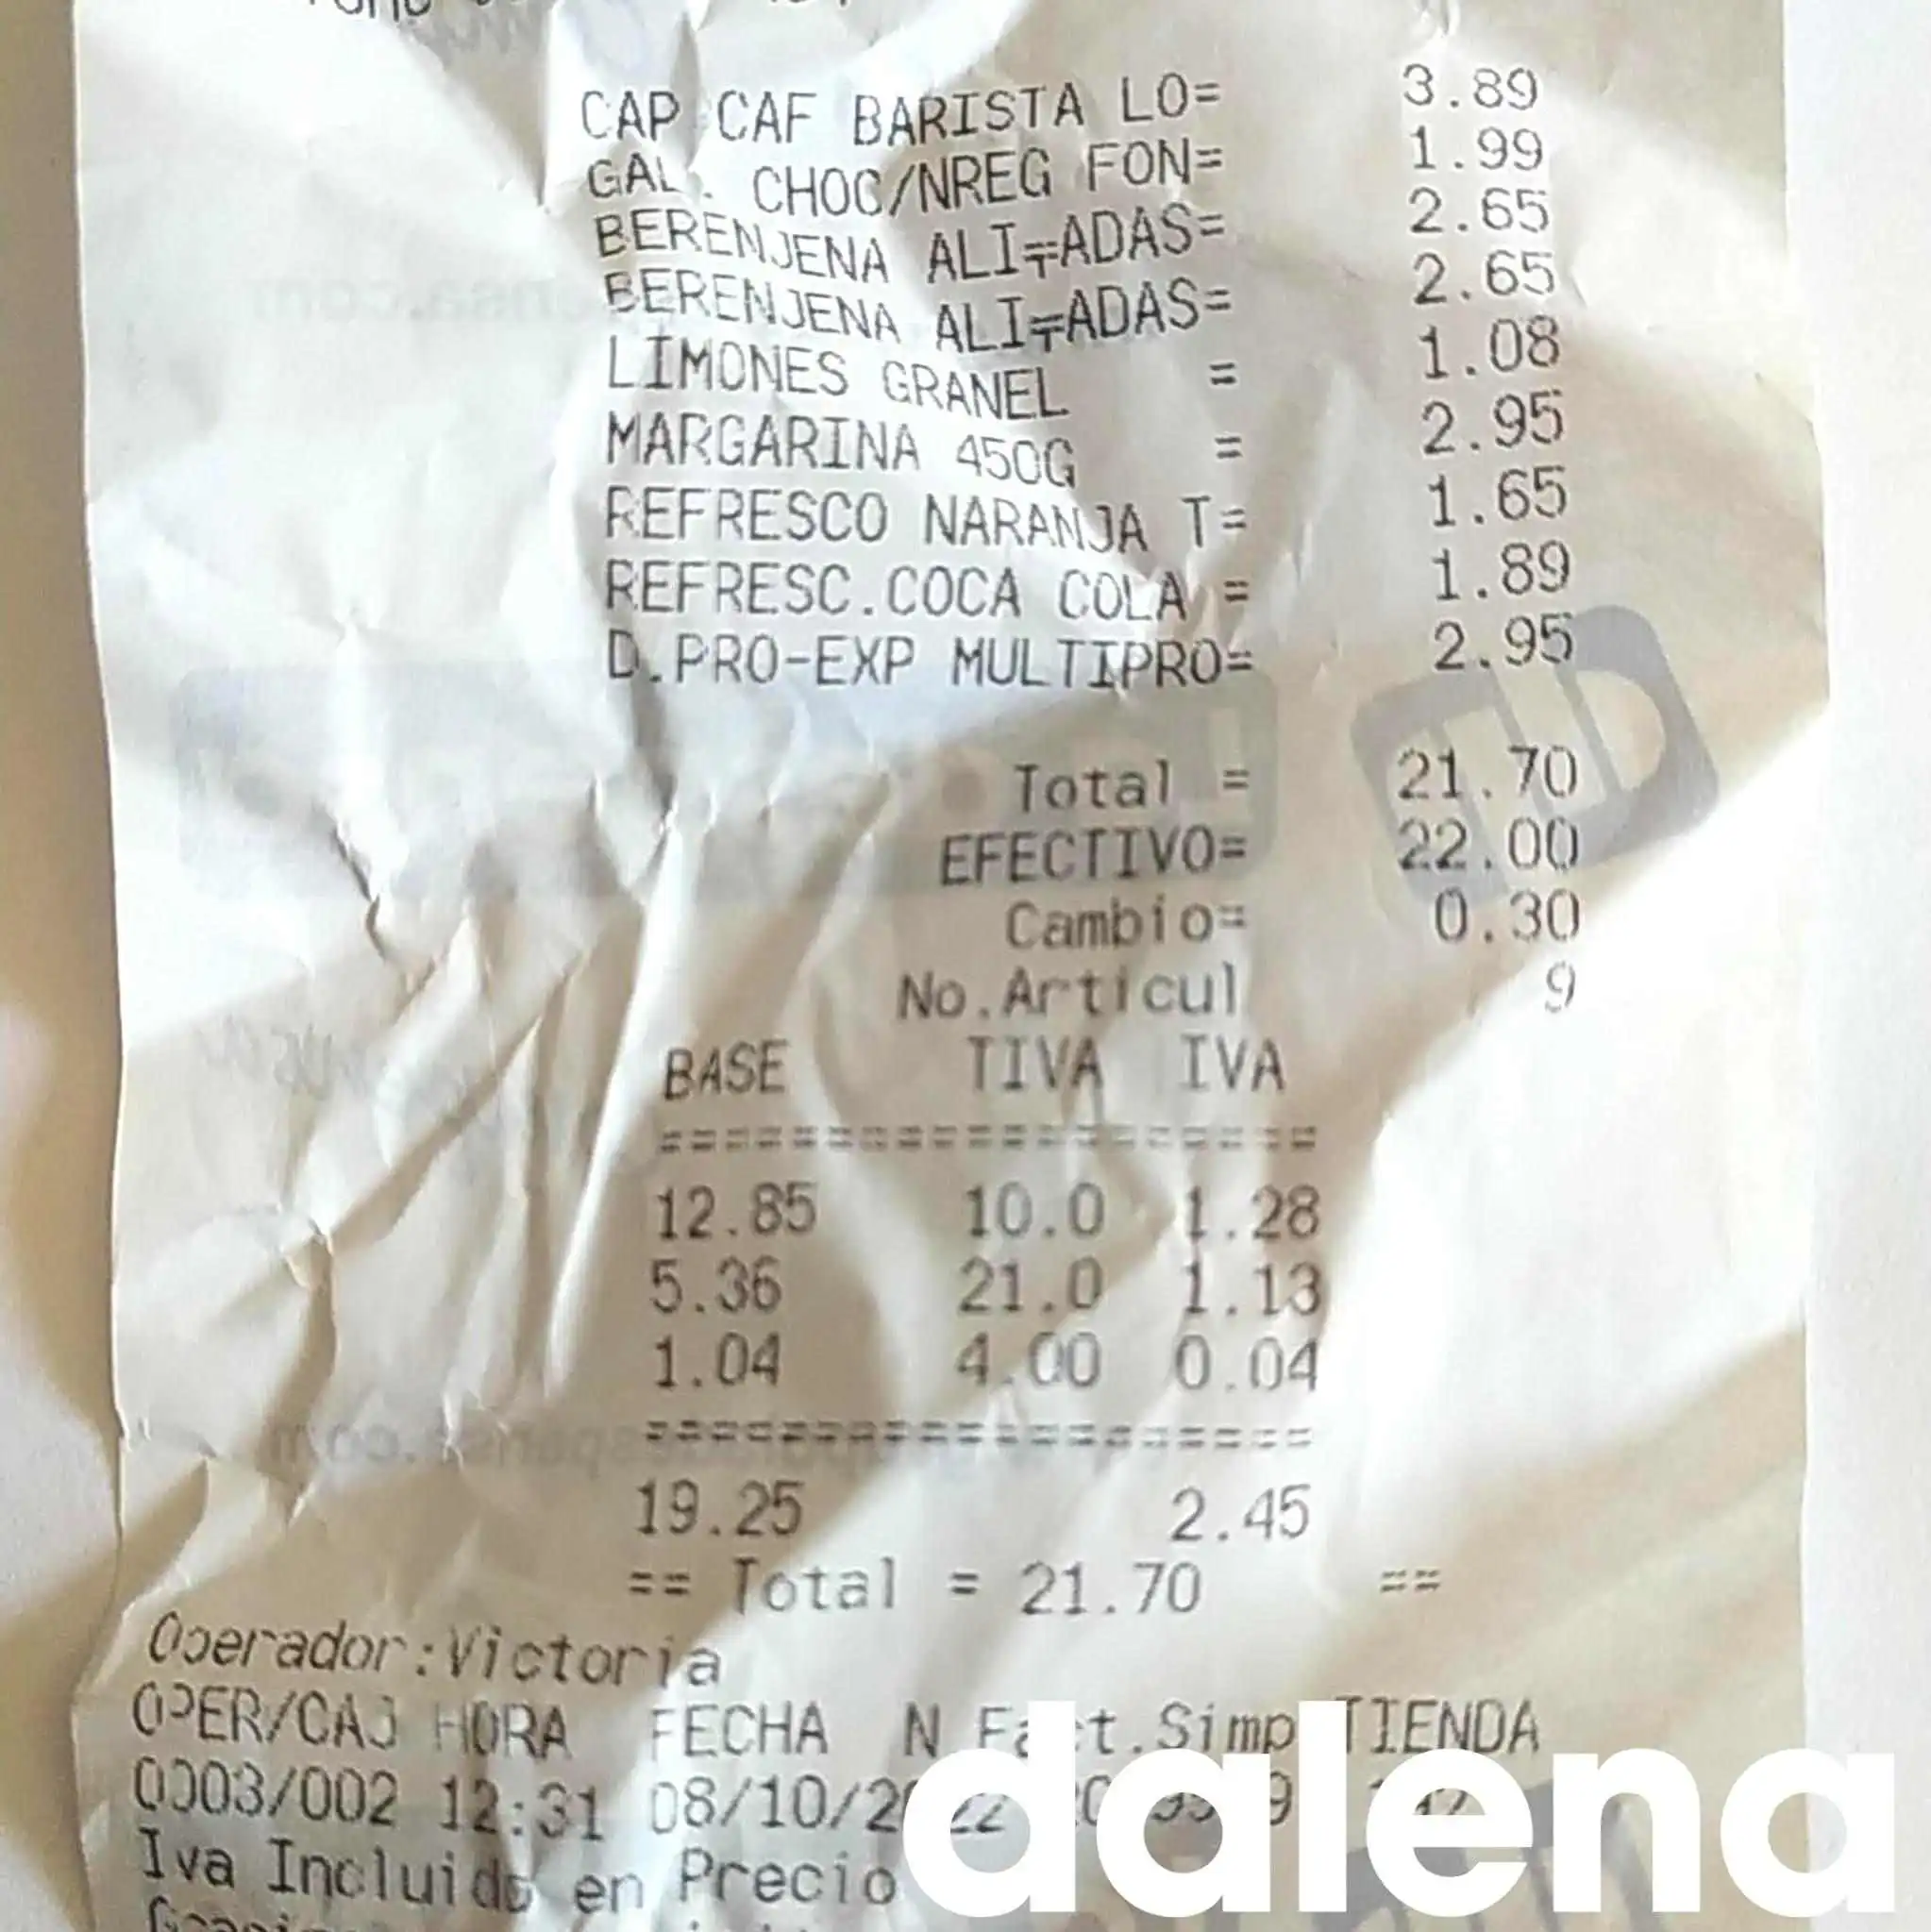 CAP CAF BARISTA LO= 3.89
GAL. CHOC/NREG FON= 1.99
BERENJENA ALI ADAS= 2.65
BERENJENA ALI ADAS= 2.65
LIMONES GRANEL = 1.08
MARGARINA 450G = 2.95
REFRESCO NARANJA T= 1.65
REFRESC.COCA COLA = 1.89
D.PRO-EXP MULTIPRO= 2.95
Total = 21.70
EFECTIVO= 22.00
Cambio= 0.30
No.Articul 9
BASE TIVA IVA
====================
12.85 10.0 1.28
5.36 21.0 1.13
1.04 4.00 0.04
====================
19.25 2.45
== Total = 21.70 ==
Operador:Victoria
OPER/CAJ HORA FECHA N Fact.Simp TIENDA
0003/002 12:31 08/10/2022
Iva Incluido en Precio
dalena